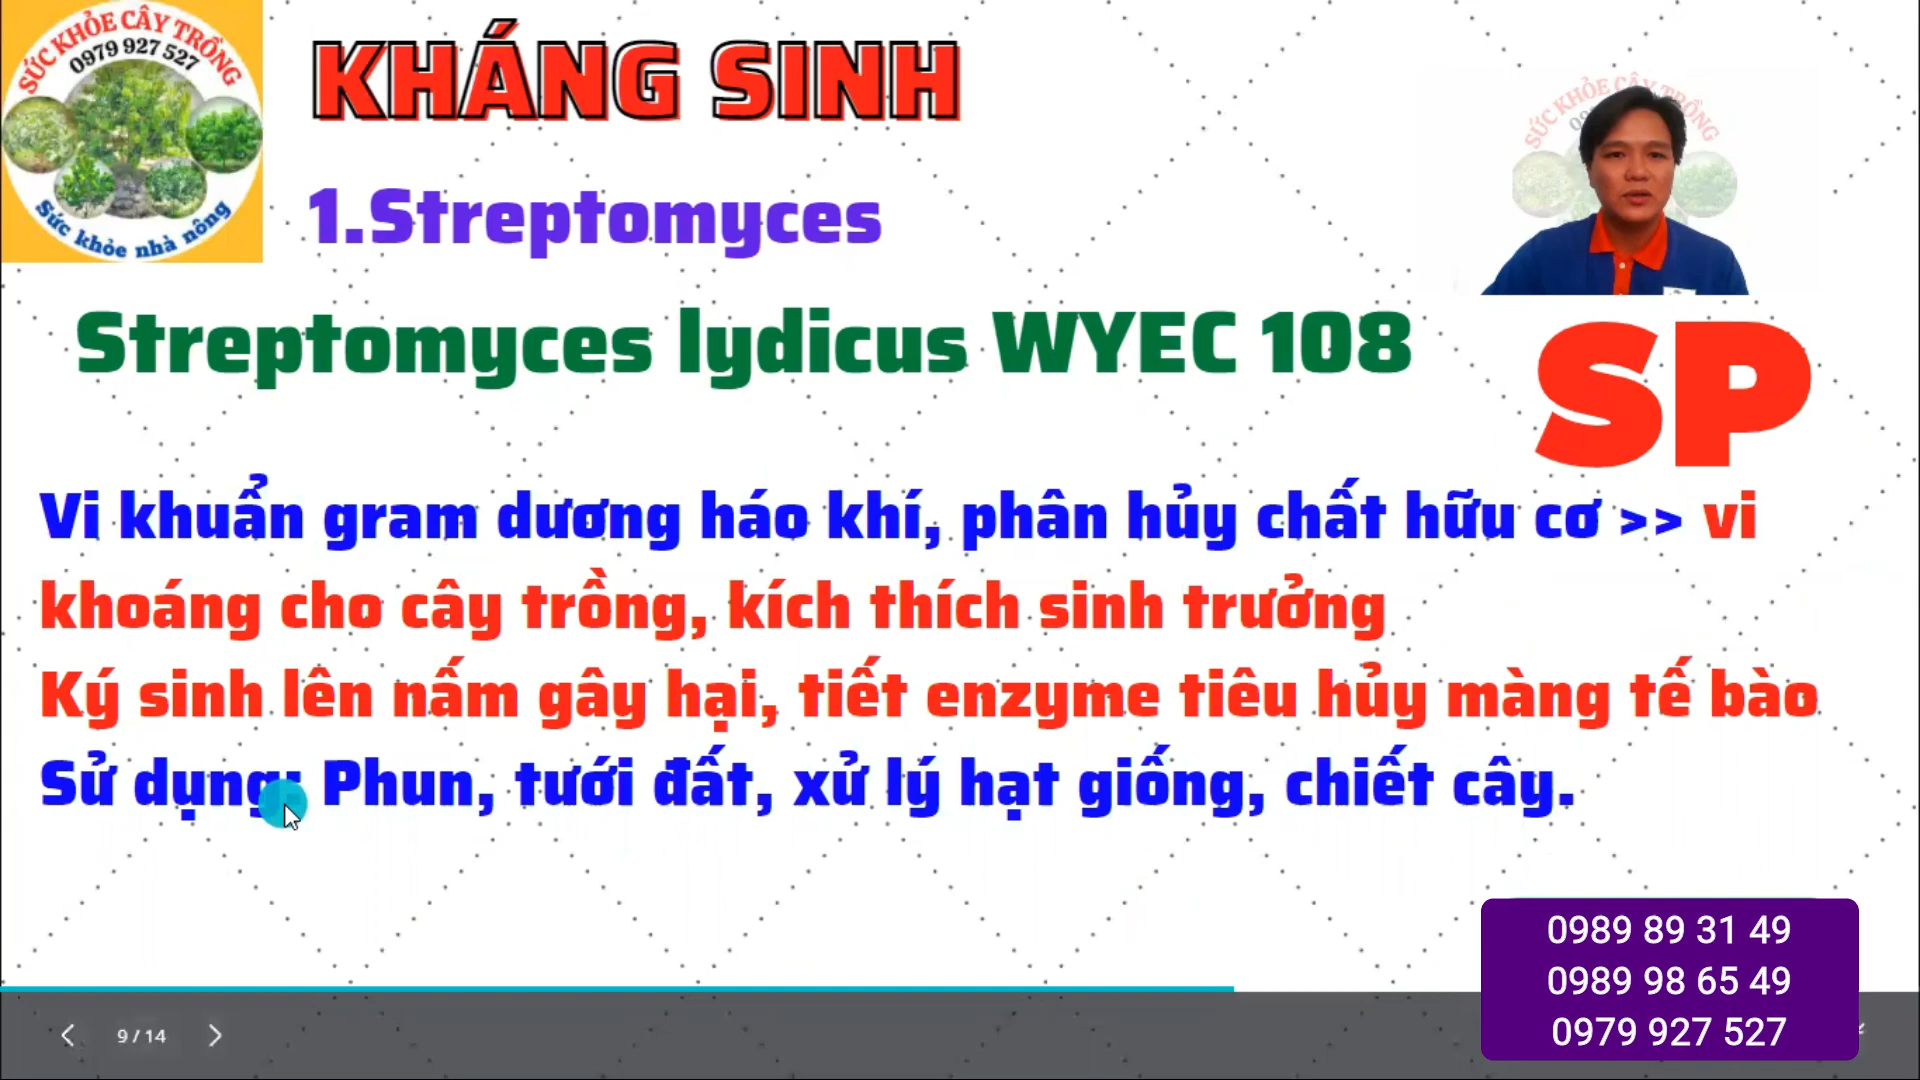 SỨC KHỎE CÂY TRỒNG
0979 927 527
Sức khỏe nhà nông
KHÁNG SINH
1.Streptomyces
SỨC KHỎE CÂY TRỒNG
Streptomyces lydicus WYEC 108
SP
Vi khuẩn gram dương háo khí, phân hủy chất hữu cơ >> vi
khoáng cho cây trồng, kích thích sinh trưởng
Ký sinh lên nấm gây hại, tiết enzyme tiêu hủy màng tế bào
Sử dụng: Phun, tưới đất, xử lý hạt giống, chiết cây.
0989 89 31 49
0989 98 65 49
0979 927 527
9 / 14